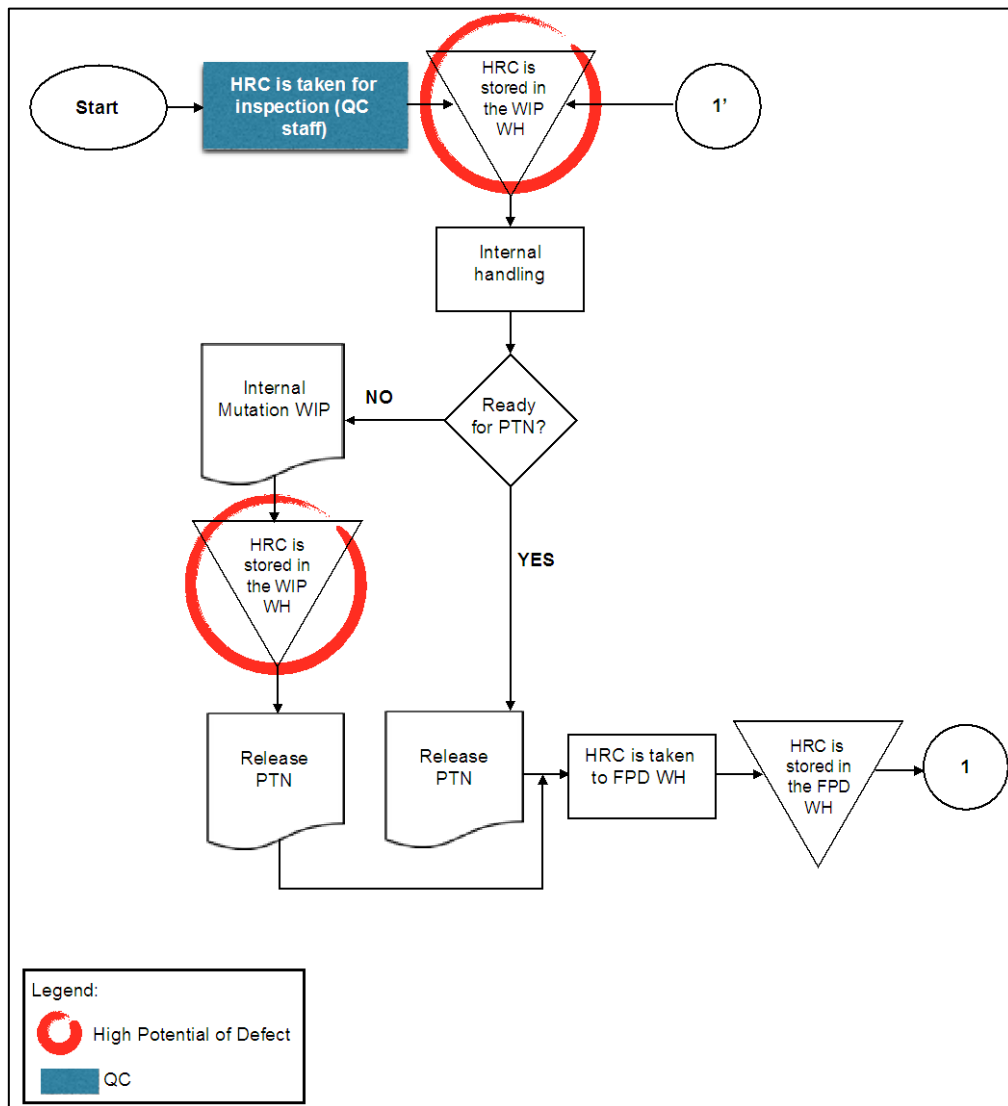 Start
HRC is taken for
inspection (QC
staff)
HRC is
stored in
the WIP
WH
1'
Internal
handling
Internal
Mutation WIP
NO
Ready
for PTN?
HRC is
stored in
the WIP
WH
YES
Release
PTN
Release
PTN
HRC is taken
to FPD WH
HRC is
stored in
the FPD
WH
1
Legend:
High Potential of Defect
QC